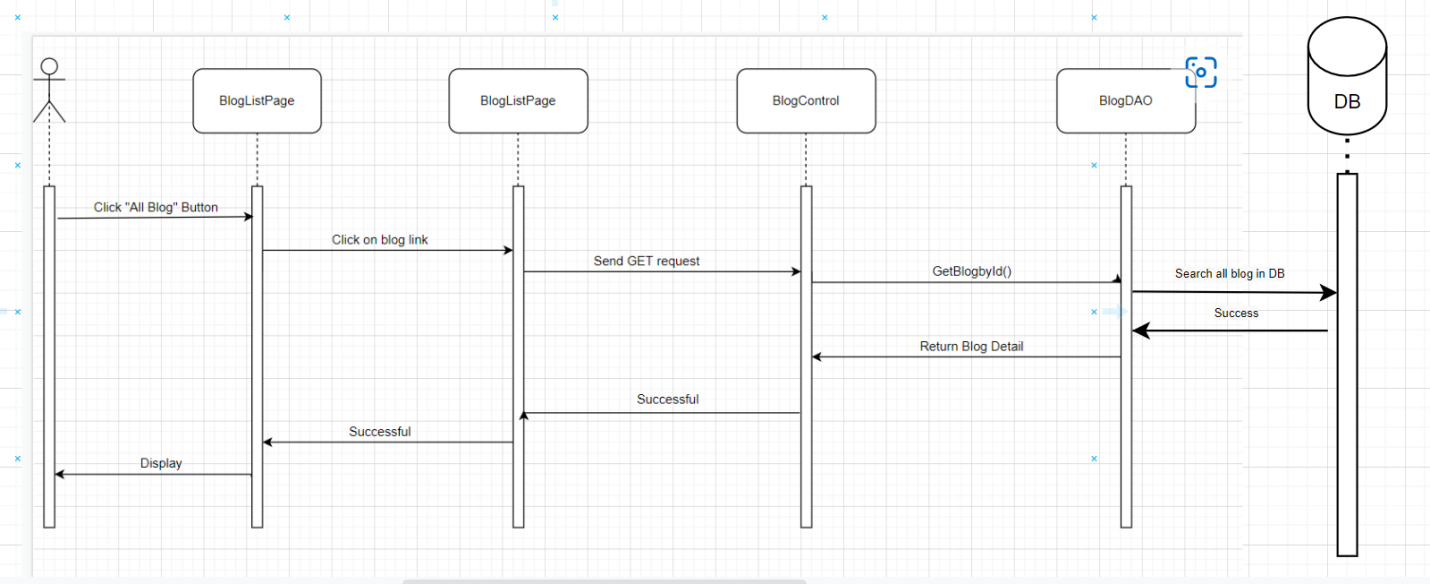 BlogListPage
BlogListPage
BlogControl
BlogDAO
DB
Click "All Blog" Button
Click on blog link
Send GET request
GetBlogbyId()
Search all blog in DB
Success
Return Blog Detail
Successful
Successful
Display